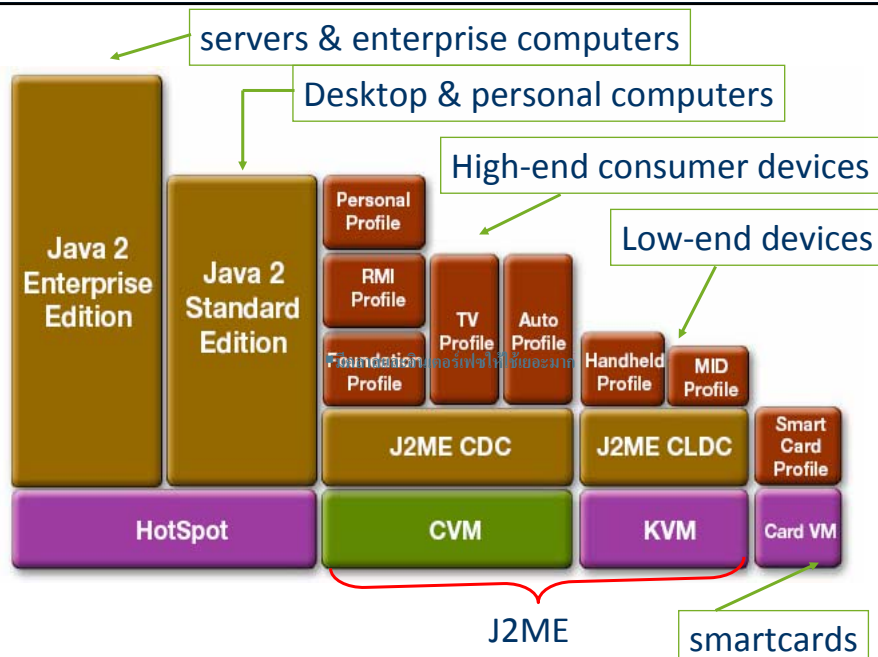 servers & enterprise computers
Desktop & personal computers
High-end consumer devices
Low-end devices
Java 2
Enterprise
Edition
Java 2
Standard
Edition
Personal
Profile
RMI
Profile
Foundation
Profile
TV
Profile
Auto
Profile
Handheld
Profile
MID
Profile
J2ME CDC
J2ME CLDC
Smart
Card
Profile
HotSpot
CVM
KVM
Card VM
J2ME
smartcards